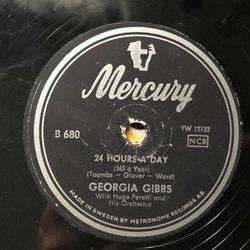 Mercury
B 680
YW 12133
NCB
24 HOURS A DAY
(365 a Year)
(Toombs - Glover - Ward)
GEORGIA GIBBS
With Hugo Peretti and
His Orchestra
MADE IN SWEDEN BY METRONOME RECORDS AB